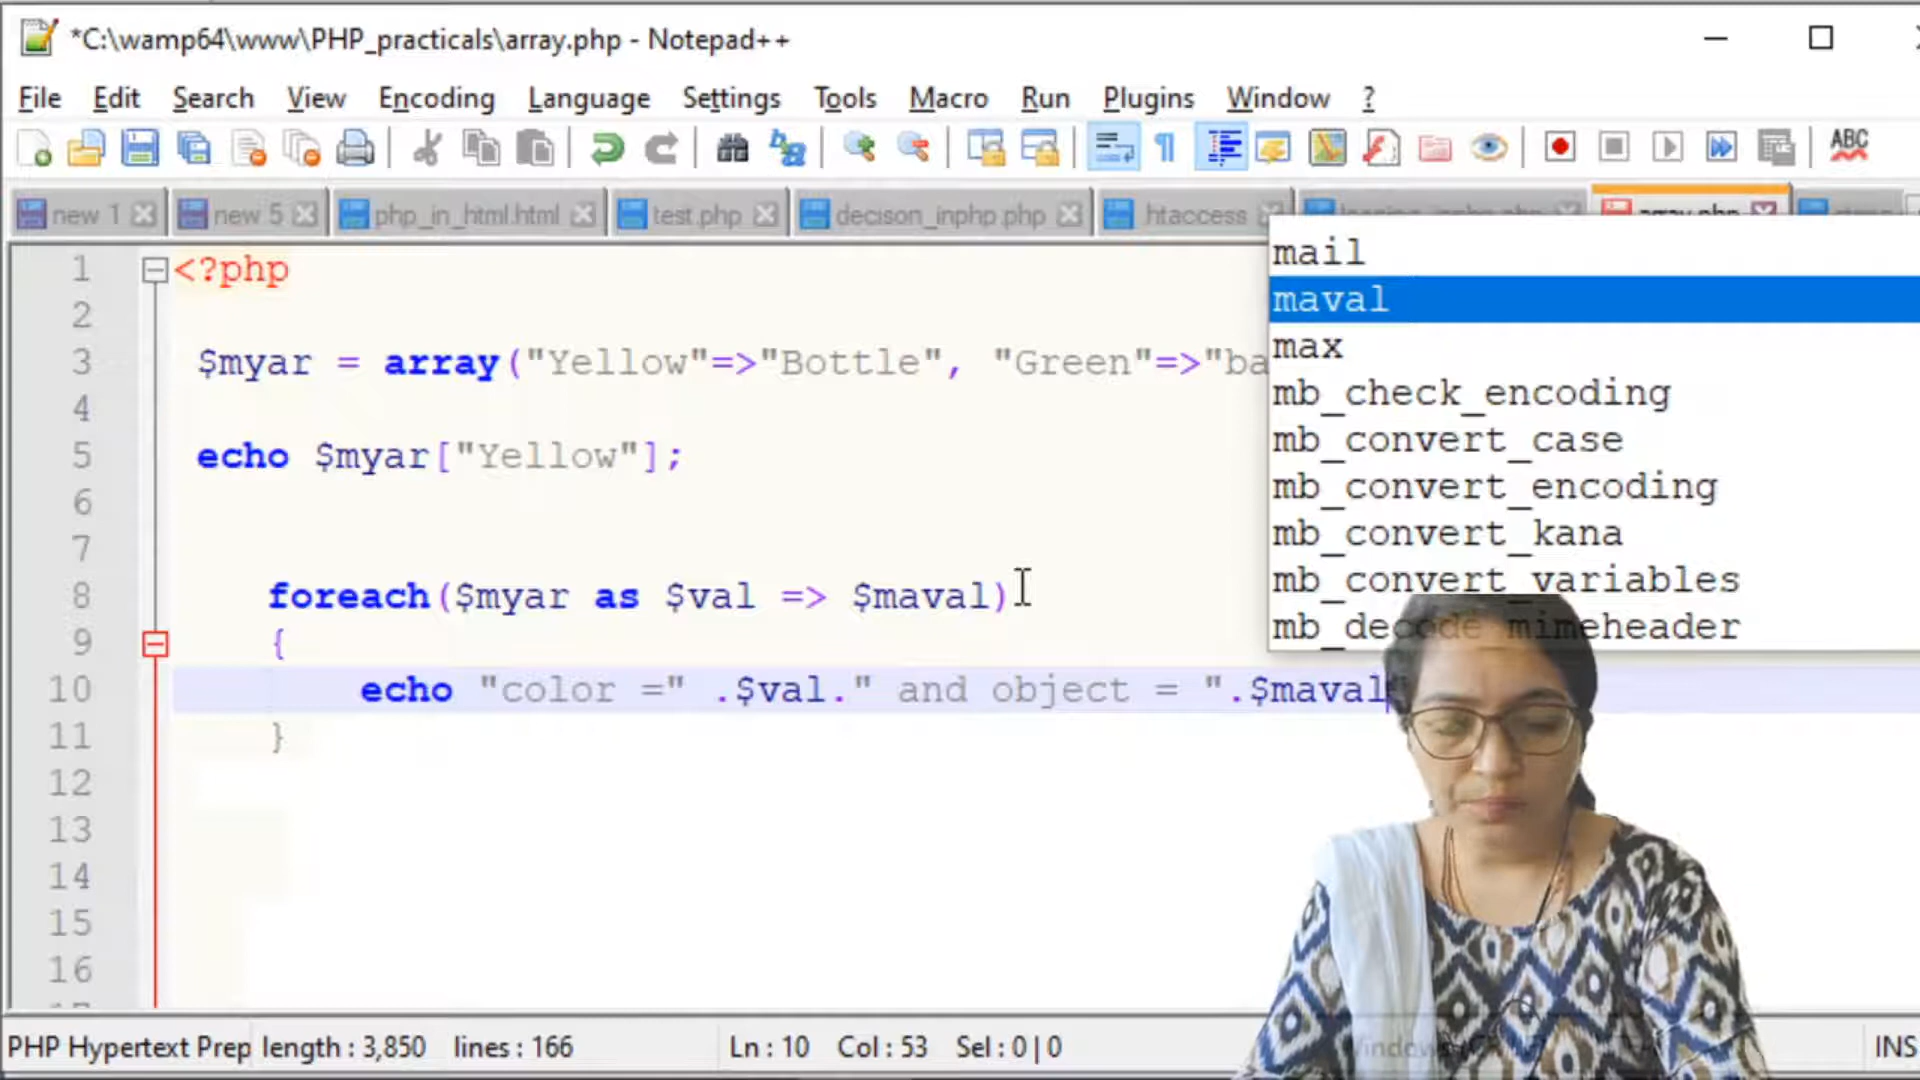 *C:\wamp64\www\PHP_practicals\array.php - Notepad++
File Edit Search View Encoding Language Settings Tools Macro Run Plugins Window ?
ABC
new 1 new 5 php_in_html.html test.php decison_inphp.php .htaccess array.php
mail
maval
max
mb_check_encoding
mb_convert_case
mb_convert_encoding
mb_convert_kana
mb_convert_variables
mb_decode_mimeheader
1 <?php
2
3 $myar = array("Yellow"=>"Bottle", "Green"=>"ba
4
5 echo $myar["Yellow"];
6
7
8 foreach($myar as $val => $maval)
9 {
10 echo "color =" .$val." and object = ".$maval
11 }
12
13
14
15
16
PHP Hypertext Prep length : 3,850 lines : 166 Ln : 10 Col : 53 Sel : 0 | 0 INS